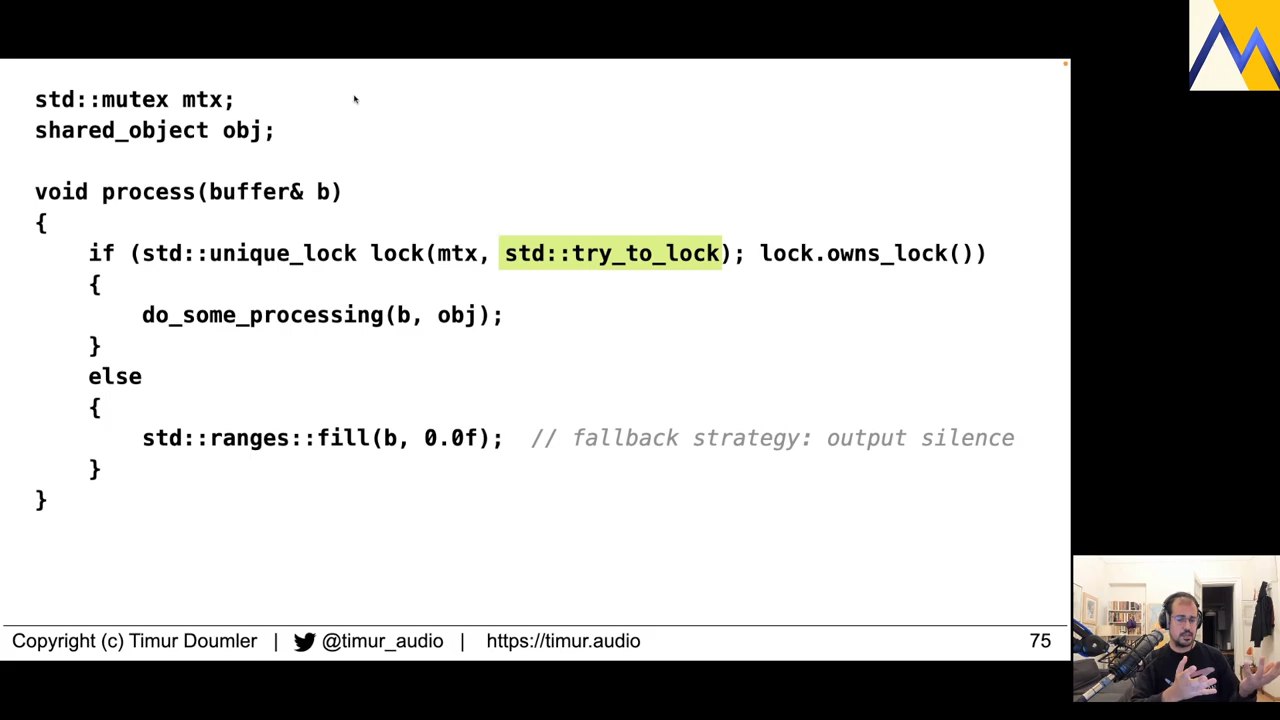 std::mutex mtx;
shared_object obj;
void process(buffer& b)
{
if (std::unique_lock lock(mtx, std::try_to_lock); lock.owns_lock())
{
do_some_processing(b, obj);
}
else
{
std::ranges::fill(b, 0.0f); // fallback strategy: output silence
}
}
Copyright (c) Timur Doumler | @timur_audio | https://timur.audio 75